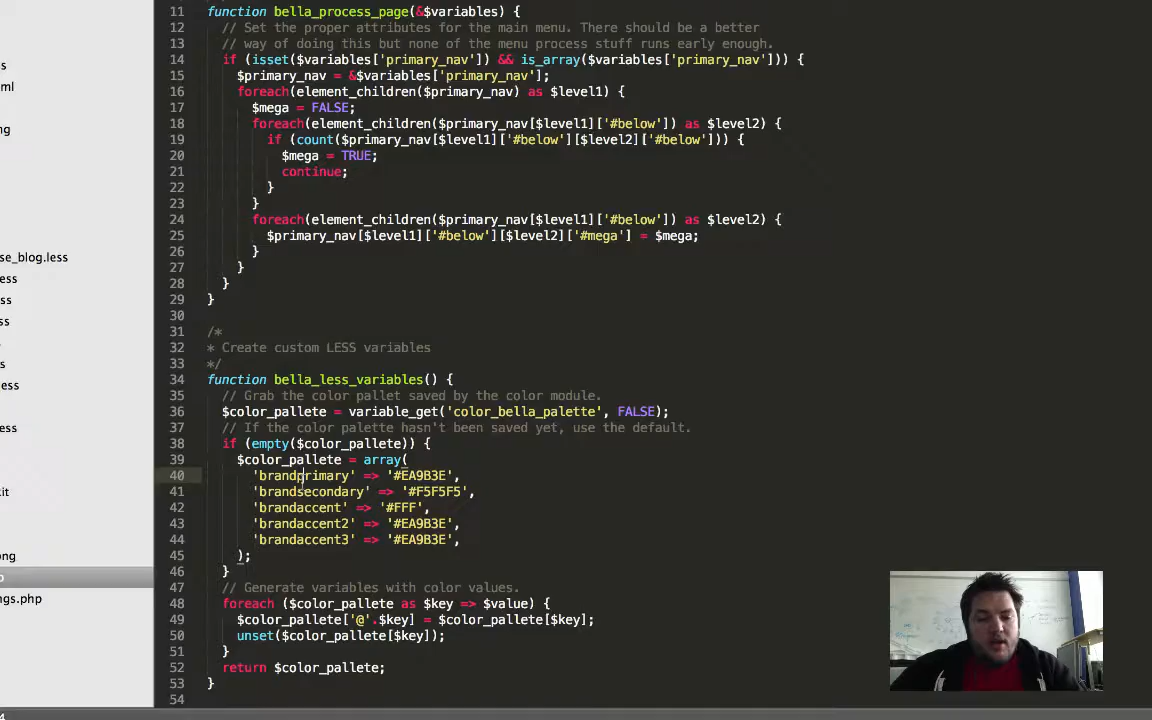 11 function bella_process_page(&$variables) {
12 // Set the proper attributes for the main menu. There should be a better
13 // way of doing this but none of the menu process stuff runs early enough.
14 if (isset($variables['primary_nav']) && is_array($variables['primary_nav'])) {
15 $primary_nav = &$variables['primary_nav'];
16 foreach(element_children($primary_nav) as $level1) {
17 $mega = FALSE;
18 foreach(element_children($primary_nav[$level1]['#below']) as $level2) {
19 if (count($primary_nav[$level1]['#below'][$level2]['#below'])) {
20 $mega = TRUE;
21 continue;
22 }
23 }
24 foreach(element_children($primary_nav[$level1]['#below']) as $level2) {
25 $primary_nav[$level1]['#below'][$level2]['#mega'] = $mega;
26 }
27 }
28 }
29 }
30
31 /*
32 * Create custom LESS variables
33 */
34 function bella_less_variables() {
35 // Grab the color pallet saved by the color module.
36 $color_pallete = variable_get('color_bella_palette', FALSE);
37 // If the color palette hasn't been saved yet, use the default.
38 if (empty($color_pallete)) {
39 $color_pallete = array(
40 'brandprimary' => '#EA9B3E',
41 'brandsecondary' => '#F5F5F5',
42 'brandaccent' => '#FFF',
43 'brandaccent2' => '#EA9B3E',
44 'brandaccent3' => '#EA9B3E',
45 );
46 }
47 // Generate variables with color values.
48 foreach ($color_pallete as $key => $value) {
49 $color_pallete['@'.$key] = $color_pallete[$key];
50 unset($color_pallete[$key]);
51 }
52 return $color_pallete;
53 }
54
s
ml
ng
se_blog.less
ess
ss
s
ess
ess
it
ong
p
ngs.php
4